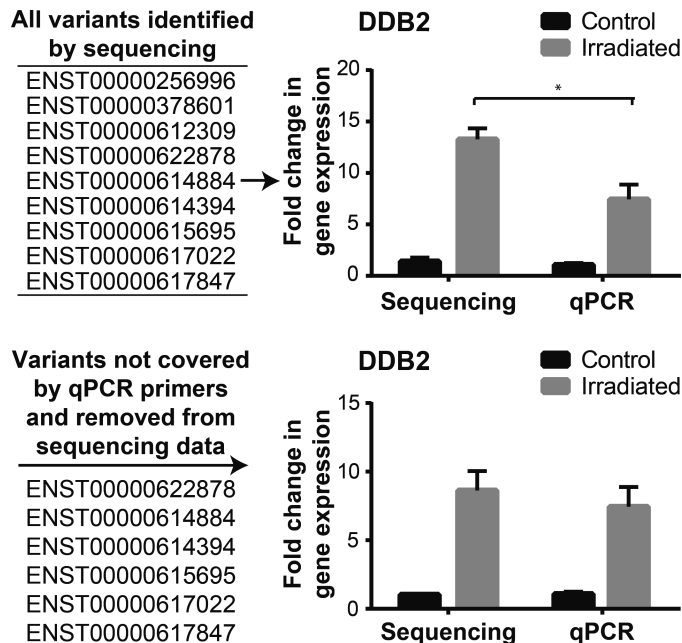 All variants identified
by sequencing
ENST00000256996
ENST00000378601
ENST00000612309
ENST00000622878
ENST00000614884
ENST00000614394
ENST00000615695
ENST00000617022
ENST00000617847
DDB2
Control
Irradiated
Fold change in
gene expression
20
15
10
5
0
*
Sequencing
qPCR
Variants not covered
by qPCR primers
and removed from
sequencing data
ENST00000622878
ENST00000614884
ENST00000614394
ENST00000615695
ENST00000617022
ENST00000617847
DDB2
Control
Irradiated
Fold change in
gene expression
15
10
5
0
Sequencing
qPCR